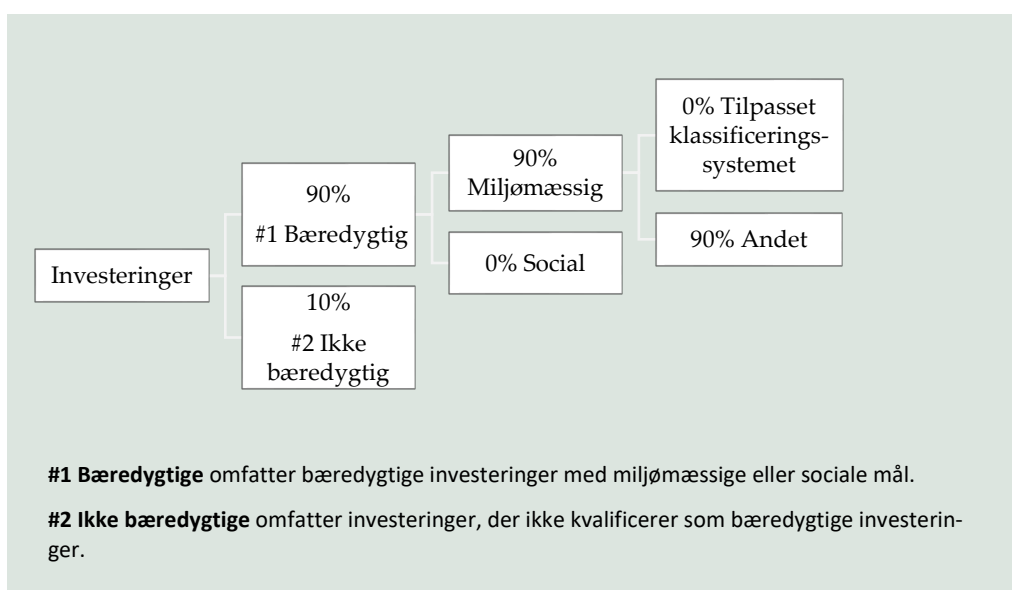 Investeringer
90%
#1 Bæredygtig
10%
#2 Ikke
bæredygtig
90%
Miljømæssig
0% Social
0% Tilpasset
klassificerings-
systemet
90% Andet
#1 Bæredygtige omfatter bæredygtige investeringer med miljømæssige eller sociale mål.
#2 Ikke bæredygtige omfatter investeringer, der ikke kvalificerer som bæredygtige investerin-
ger.